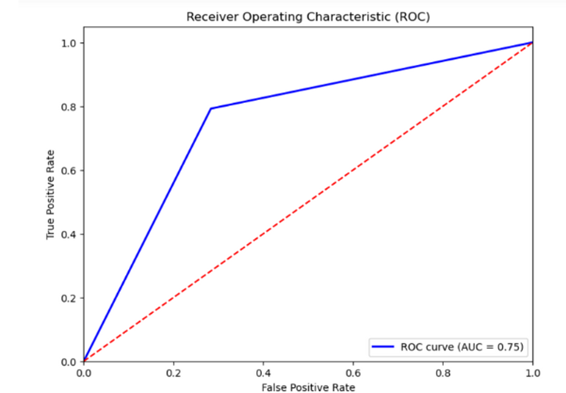 Receiver Operating Characteristic (ROC)
1.0
0.8
0.6
0.4
0.2
0.0
True Positive Rate
ROC curve (AUC = 0.75)
0.0 0.2 0.4 0.6 0.8 1.0
False Positive Rate